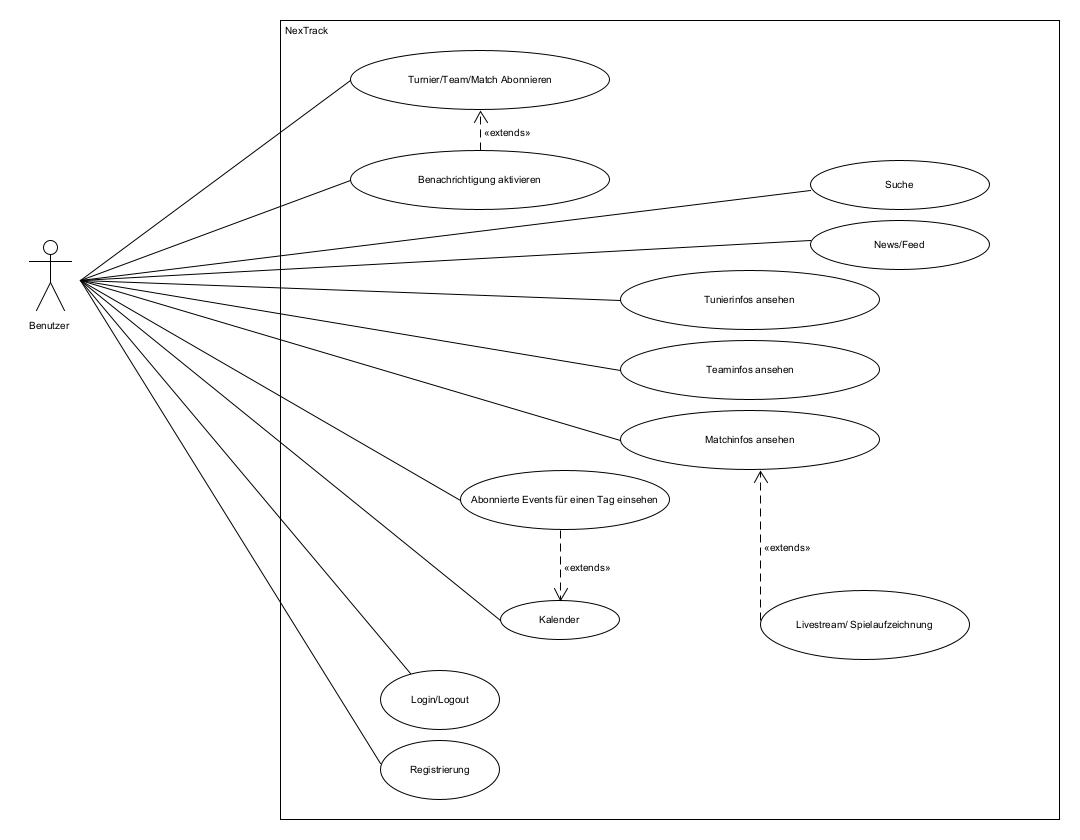 NexTrack
Turnier/Team/Match Abonnieren
«extends»
Benachrichtigung aktivieren
Suche
News/Feed
Tunierinfos ansehen
Benutzer
Teaminfos ansehen
Matchinfos ansehen
Abonnierte Events für einen Tag einsehen
«extends»
«extends»
Kalender
Livestream/ Spielaufzeichnung
Login/Logout
Registrierung